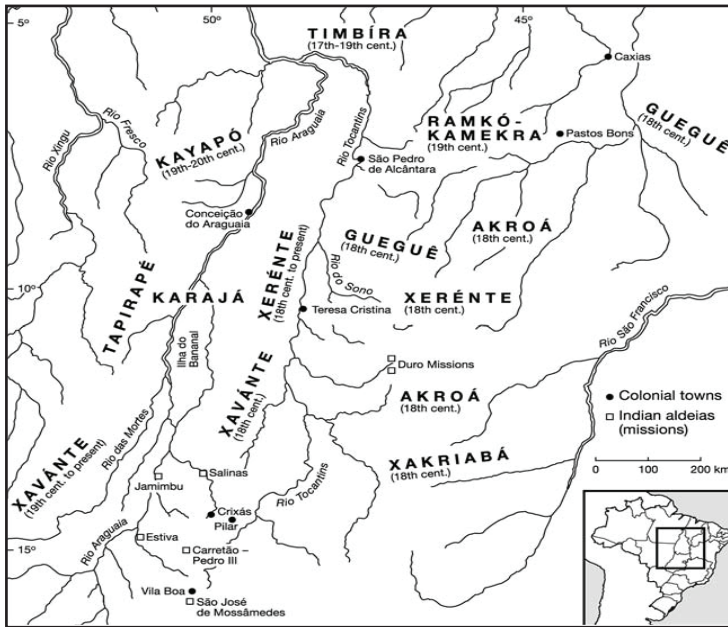 5º
50º
45º
TIMBÍRA
(17th-19th cent.)
Caxias
Rio Xingu
Rio Fresco
KAYAPÓ
(19th-20th cent.)
Rio Araguaia
Rio Tocantins
RAMKÓ-
KAMEKRA
(19th cent.)
Pastos Bons
GUEGUÊ
(18th cent.)
São Pedro
de Alcântara
Conceição
do Araguaia
GUEGUÊ
(18th cent.)
AKROÁ
(18th cent.)
10º
TAPIRAPÉ
KARAJÁ
XERÉNTE
(18th cent. to present)
Rio do Sono
XERÉNTE
(18th cent.)
Rio São Francisco
Teresa Cristina
Ilha do
Bananal
Duro Missions
XAVÁNTE
(18th cent.)
AKROÁ
(18th cent.)
Colonial towns
Indian aldeias
(missions)
XAVÁNTE
(19th cent. to present)
Rio das Mortes
XAKRIABÁ
(18th cent.)
0 100 200 km
Salinas
Jamimbu
Rio Tocantins
Crixás
Pilar
Rio Araguaia
Estiva
15º
Carretão –
Pedro III
Vila Boa
São José
de Mossâmedes